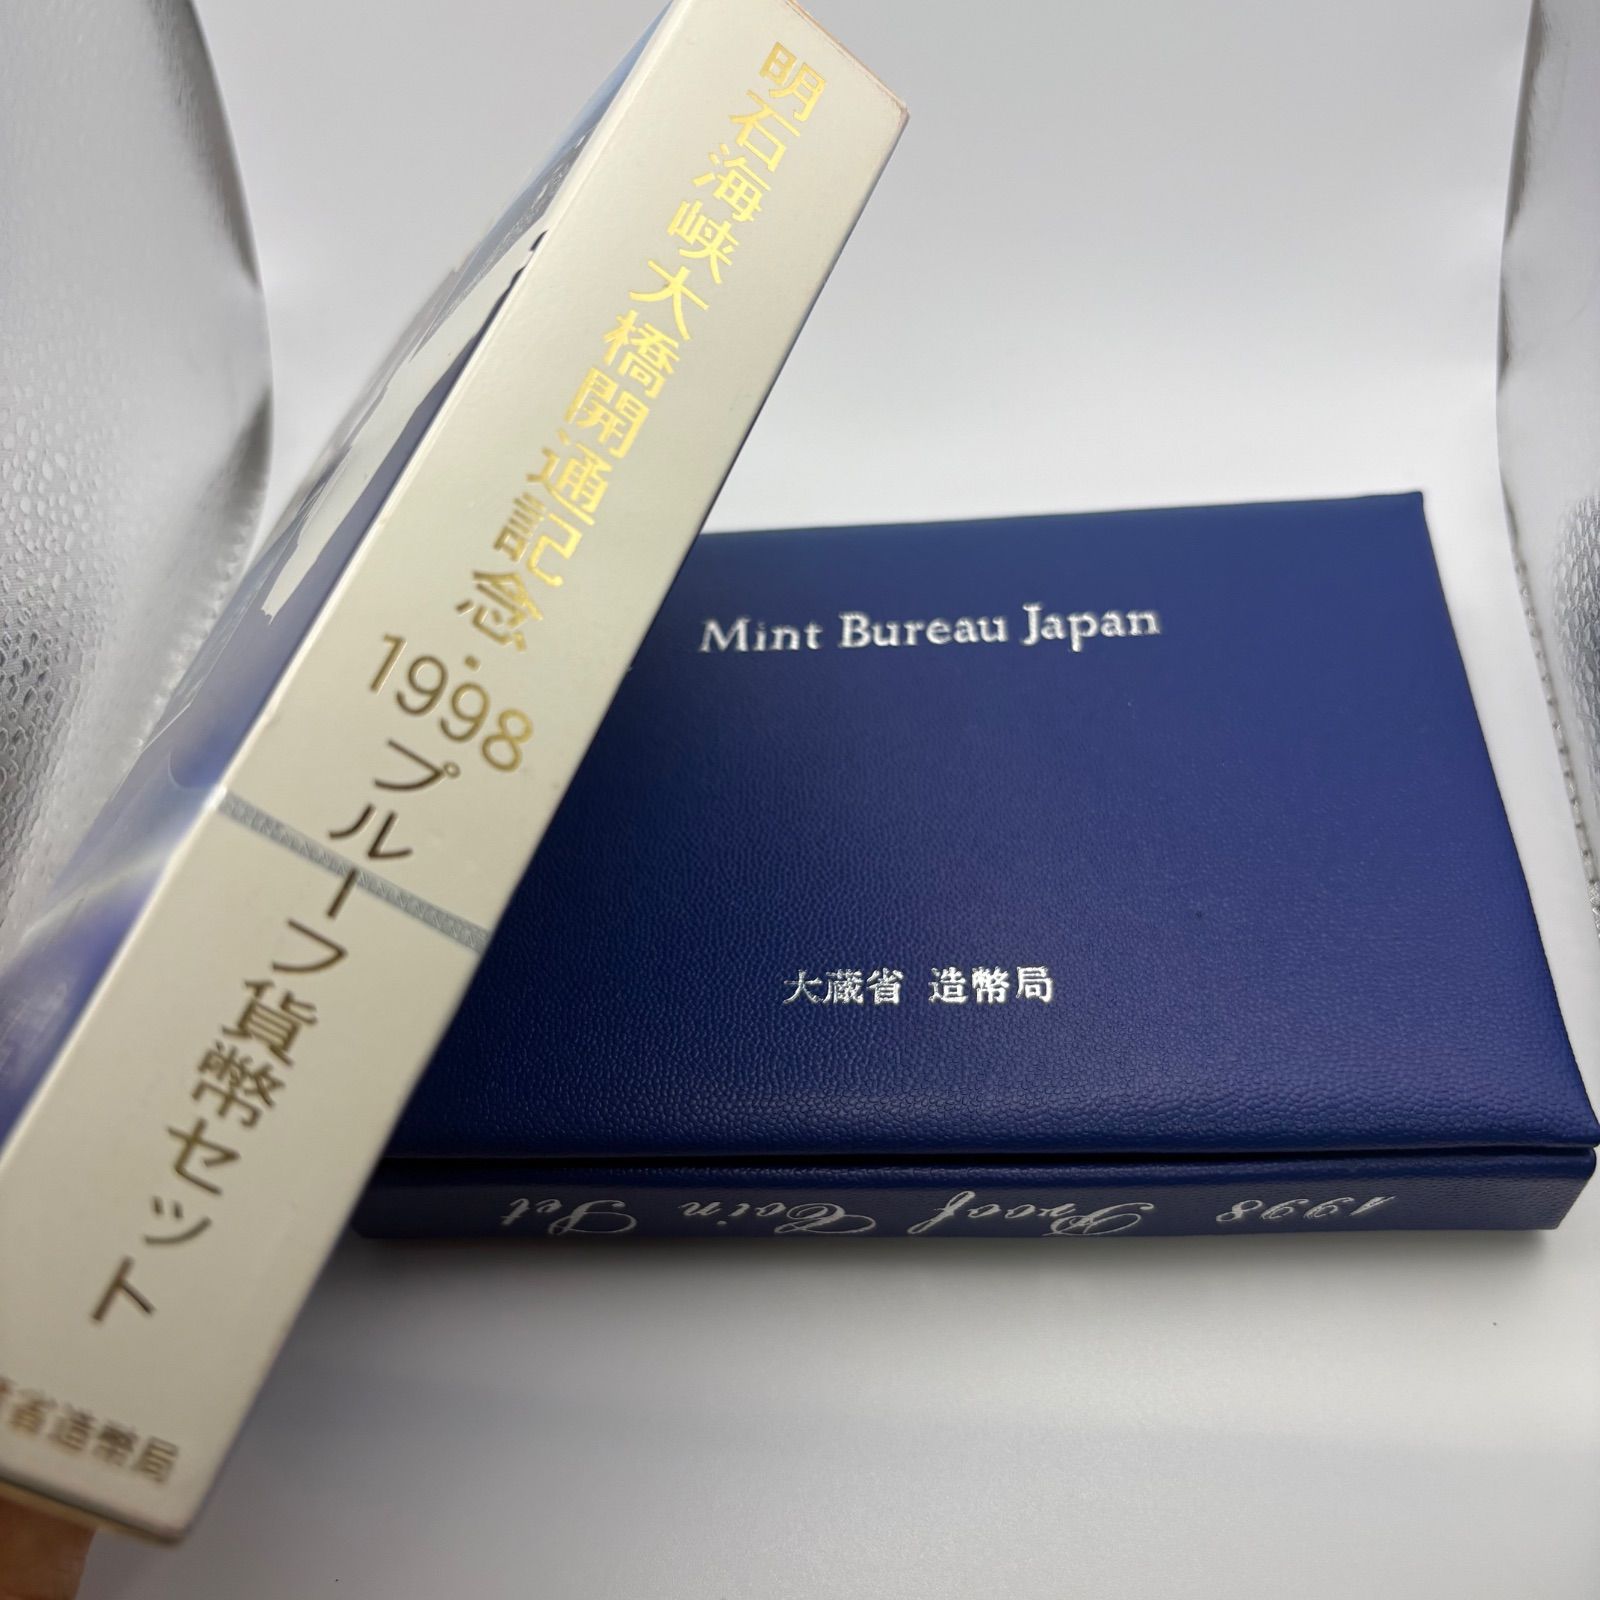 明石海峡大橋開通記念・1998プルーフ貨幣セット
省造幣局
Mint Bureau Japan
大蔵省 造幣局
1998 Proof Coin Set